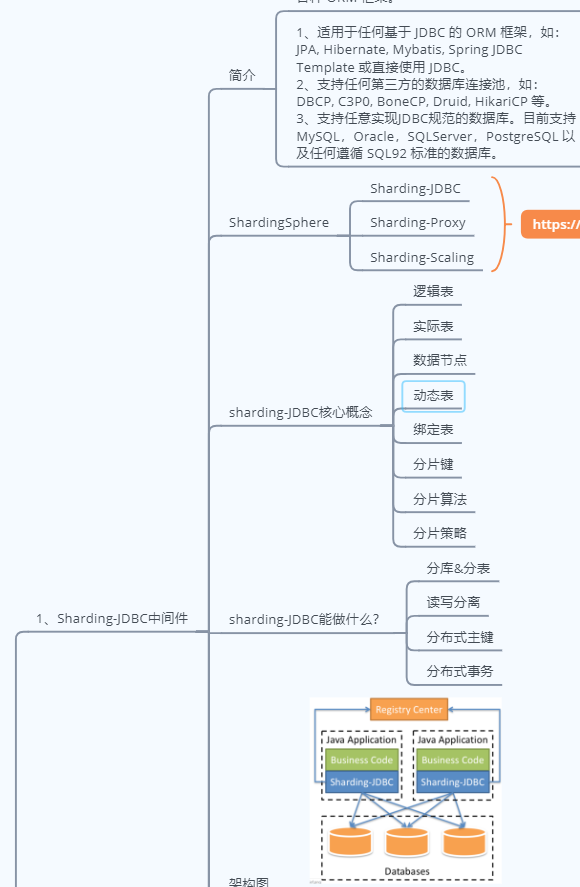 简介
1、适用于任何基于 JDBC 的 ORM 框架，如：
JPA, Hibernate, Mybatis, Spring JDBC
Template 或直接使用 JDBC。
2、支持任何第三方的数据库连接池，如：
DBCP, C3P0, BoneCP, Druid, HikariCP 等。
3、支持任意实现JDBC规范的数据库。目前支持
MySQL，Oracle，SQLServer，PostgreSQL 以
及任何遵循 SQL92 标准的数据库。
ShardingSphere
Sharding-JDBC
Sharding-Proxy
Sharding-Scaling
https://
sharding-JDBC核心概念
逻辑表
实际表
数据节点
动态表
绑定表
分片键
分片算法
分片策略
1、Sharding-JDBC中间件
sharding-JDBC能做什么？
分库&分表
读写分离
分布式主键
分布式事务
架构图
Registry Center
Java Application
Java Application
Business Code
Business Code
Sharding-JDBC
Sharding-JDBC
Databases